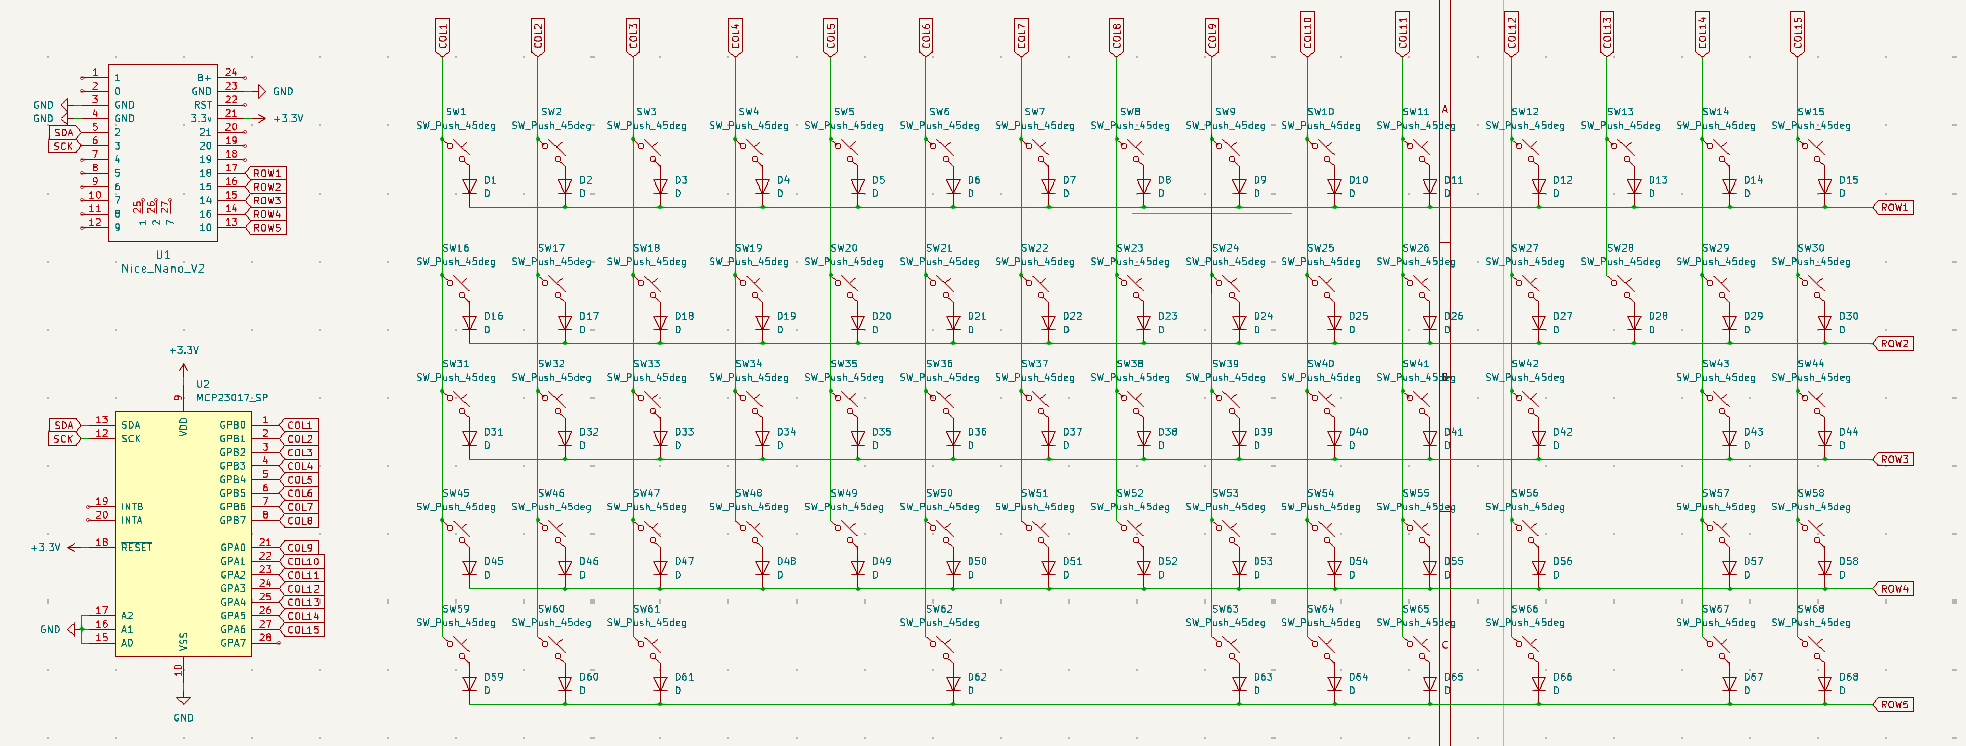 COL1 COL2 COL3 COL4 COL5 COL6 COL7 COL8 COL9 COL10 COL11 COL12 COL13 COL14 COL15
1 1 B+ 24
2 0 GND 23 GND
GND 3 GND RST 22
GND 4 GND 3.3v 21 +3.3V
SDA 5 2 21 20
SCK 6 3 20 19
7 4 19 18
8 5 18 17 ROW1
9 6 15 16 ROW2
10 7 14 15 ROW3
11 8 16 14 ROW4
12 9 10 13 ROW5
25 26 27
1 2 7
U1
Nice_Nano_V2
+3.3V
U2
MCP23017_SP
9
VDD
SDA 13 SDA GPB0 1 COL1
SCK 12 SCK GPB1 2 COL2
GPB2 3 COL3
GPB3 4 COL4
GPB4 5 COL5
GPB5 6 COL6
19 INTB GPB6 7 COL7
20 INTA GPB7 8 COL8
+3.3V 18 RESET GPA0 21 COL9
GPA1 22 COL10
GPA2 23 COL11
GPA3 24 COL12
GPA4 25 COL13
17 A2 GPA5 26 COL14
GND 16 A1 GPA6 27 COL15
15 A0 GPA7 28
VSS
10
GND
SW1 SW2 SW3 SW4 SW5 SW6 SW7 SW8 SW9 SW10 SW11 A SW12 SW13 SW14 SW15
SW_Push_45deg SW_Push_45deg SW_Push_45deg SW_Push_45deg SW_Push_45deg SW_Push_45deg SW_Push_45deg SW_Push_45deg SW_Push_45deg SW_Push_45deg SW_Push_45deg SW_Push_45deg SW_Push_45deg SW_Push_45deg SW_Push_45deg
D1 D2 D3 D4 D5 D6 D7 D8 D9 D10 D11 D12 D13 D14 D15
D D D D D D D D D D D D D D D
ROW1
SW16 SW17 SW18 SW19 SW20 SW21 SW22 SW23 SW24 SW25 SW26 SW27 SW28 SW29 SW30
SW_Push_45deg SW_Push_45deg SW_Push_45deg SW_Push_45deg SW_Push_45deg SW_Push_45deg SW_Push_45deg SW_Push_45deg SW_Push_45deg SW_Push_45deg SW_Push_45deg SW_Push_45deg SW_Push_45deg SW_Push_45deg SW_Push_45deg
D16 D17 D18 D19 D20 D21 D22 D23 D24 D25 D26 D27 D28 D29 D30
D D D D D D D D D D D D D D D
ROW2
SW31 SW32 SW33 SW34 SW35 SW36 SW37 SW38 SW39 SW40 SW41 SW42 SW43 SW44
SW_Push_45deg SW_Push_45deg SW_Push_45deg SW_Push_45deg SW_Push_45deg SW_Push_45deg SW_Push_45deg SW_Push_45deg SW_Push_45deg SW_Push_45deg SW_Push_45deg SW_Push_45deg SW_Push_45deg SW_Push_45deg
D31 D32 D33 D34 D35 D36 D37 D38 D39 D40 D41 D42 D43 D44
D D D D D D D D D D D D D D
ROW3
SW45 SW46 SW47 SW48 SW49 SW50 SW51 SW52 SW53 SW54 SW55 SW56 SW57 SW58
SW_Push_45deg SW_Push_45deg SW_Push_45deg SW_Push_45deg SW_Push_45deg SW_Push_45deg SW_Push_45deg SW_Push_45deg SW_Push_45deg SW_Push_45deg SW_Push_45deg SW_Push_45deg SW_Push_45deg SW_Push_45deg
D45 D46 D47 D48 D49 D50 D51 D52 D53 D54 D55 D56 D57 D58
D D D D D D D D D D D D D D
ROW4
SW59 SW60 SW61 SW62 SW63 SW64 SW65 SW66 SW67 SW68
SW_Push_45deg SW_Push_45deg SW_Push_45deg SW_Push_45deg SW_Push_45deg SW_Push_45deg SW_Push_45deg SW_Push_45deg SW_Push_45deg SW_Push_45deg
C
D59 D60 D61 D62 D63 D64 D65 D66 D67 D68
D D D D D D D D D D
ROW5